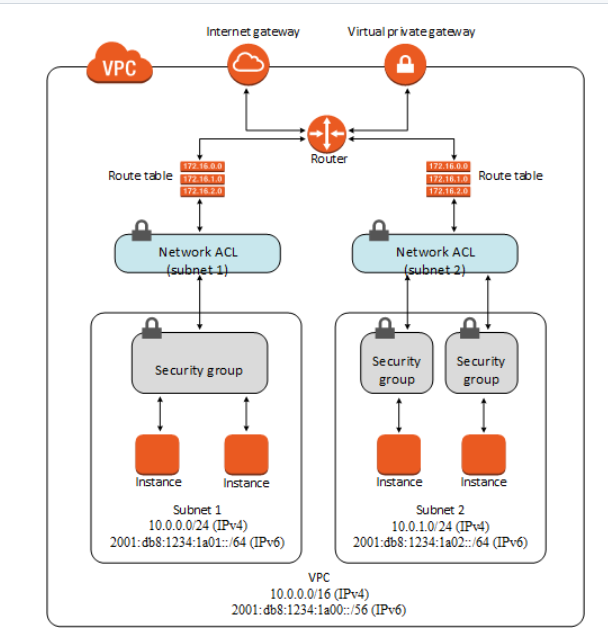 Internet gateway
Virtual private gateway
VPC
Router
Route table
172.16.0.0
172.16.1.0
172.16.2.0
172.16.0.0
172.16.1.0
172.16.2.0
Route table
Network ACL
(subnet 1)
Network ACL
(subnet 2)
Security group
Security
group
Security
group
Instance
Instance
Instance
Instance
Subnet 1
10.0.0.0/24 (IPv4)
2001:db8:1234:1a01::/64 (IPv6)
Subnet 2
10.0.1.0/24 (IPv4)
2001:db8:1234:1a02::/64 (IPv6)
VPC
10.0.0.0/16 (IPv4)
2001:db8:1234:1a00::/56 (IPv6)